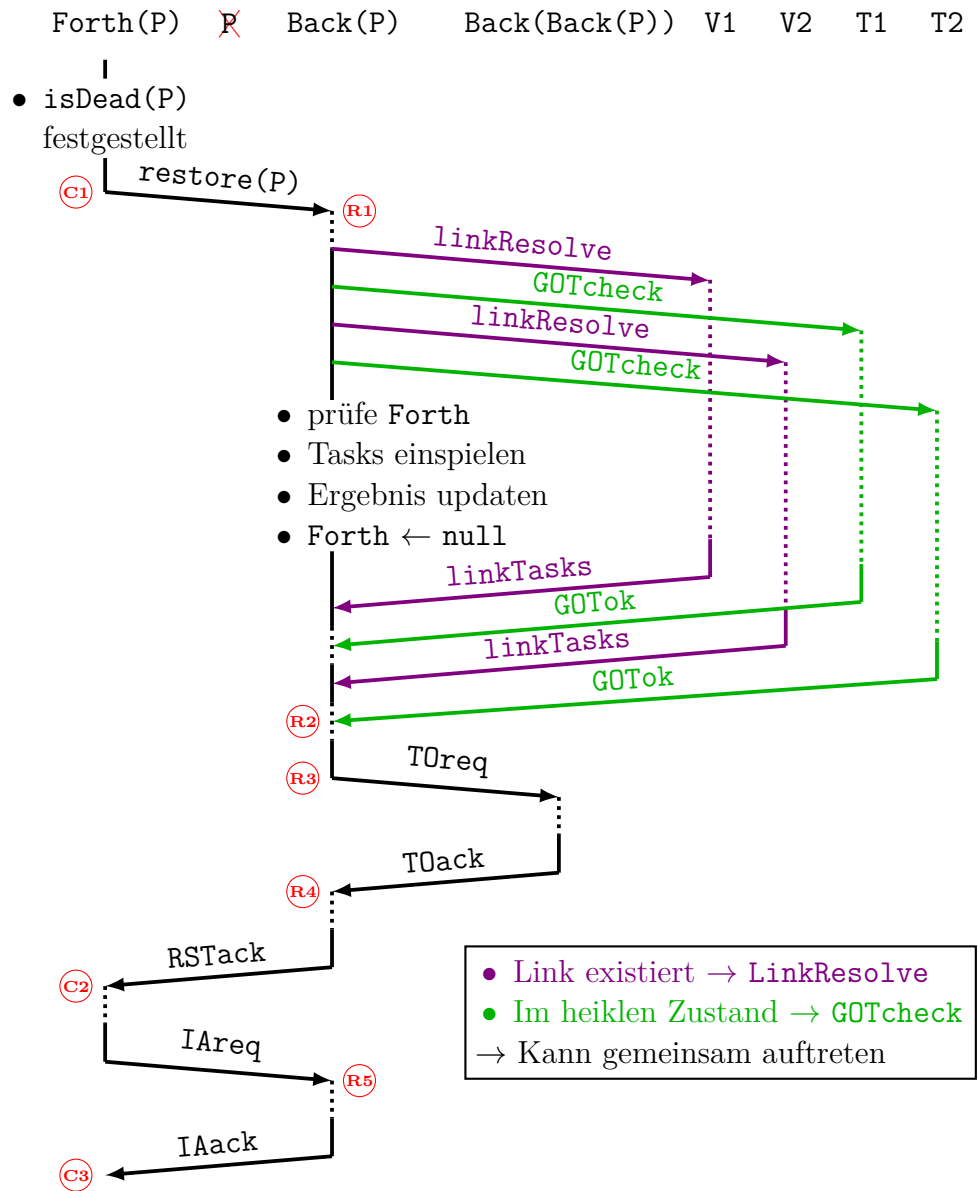 Forth(P) P Back(P) Back(Back(P)) V1 V2 T1 T2
• isDead(P)
festgestellt
restore(P)
C1
R1
linkResolve
GOTcheck
linkResolve
GOTcheck
• prüfe Forth
• Tasks einspielen
• Ergebnis updaten
• Forth ← null
linkTasks
GOTok
linkTasks
GOTok
R2
TOreq
R3
TOack
R4
RSTack
C2
• Link existiert → LinkResolve
• Im heiklen Zustand → GOTcheck
→ Kann gemeinsam auftreten
IAreq
R5
IAack
C3